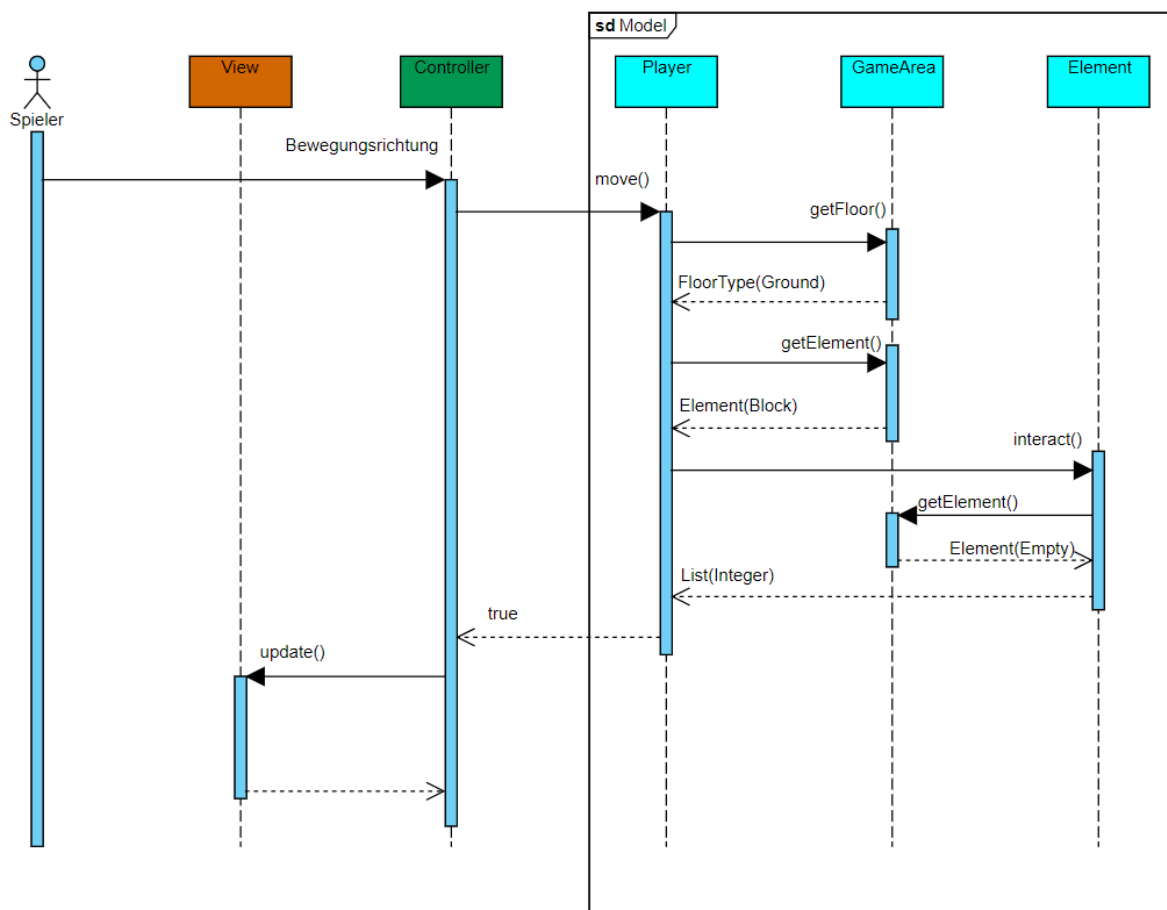 sd Model
View
Controller
Player
GameArea
Element
Spieler
Bewegungsrichtung
move()
getFloor()
FloorType(Ground)
getElement()
Element(Block)
interact()
getElement()
Element(Empty)
List(Integer)
true
update()